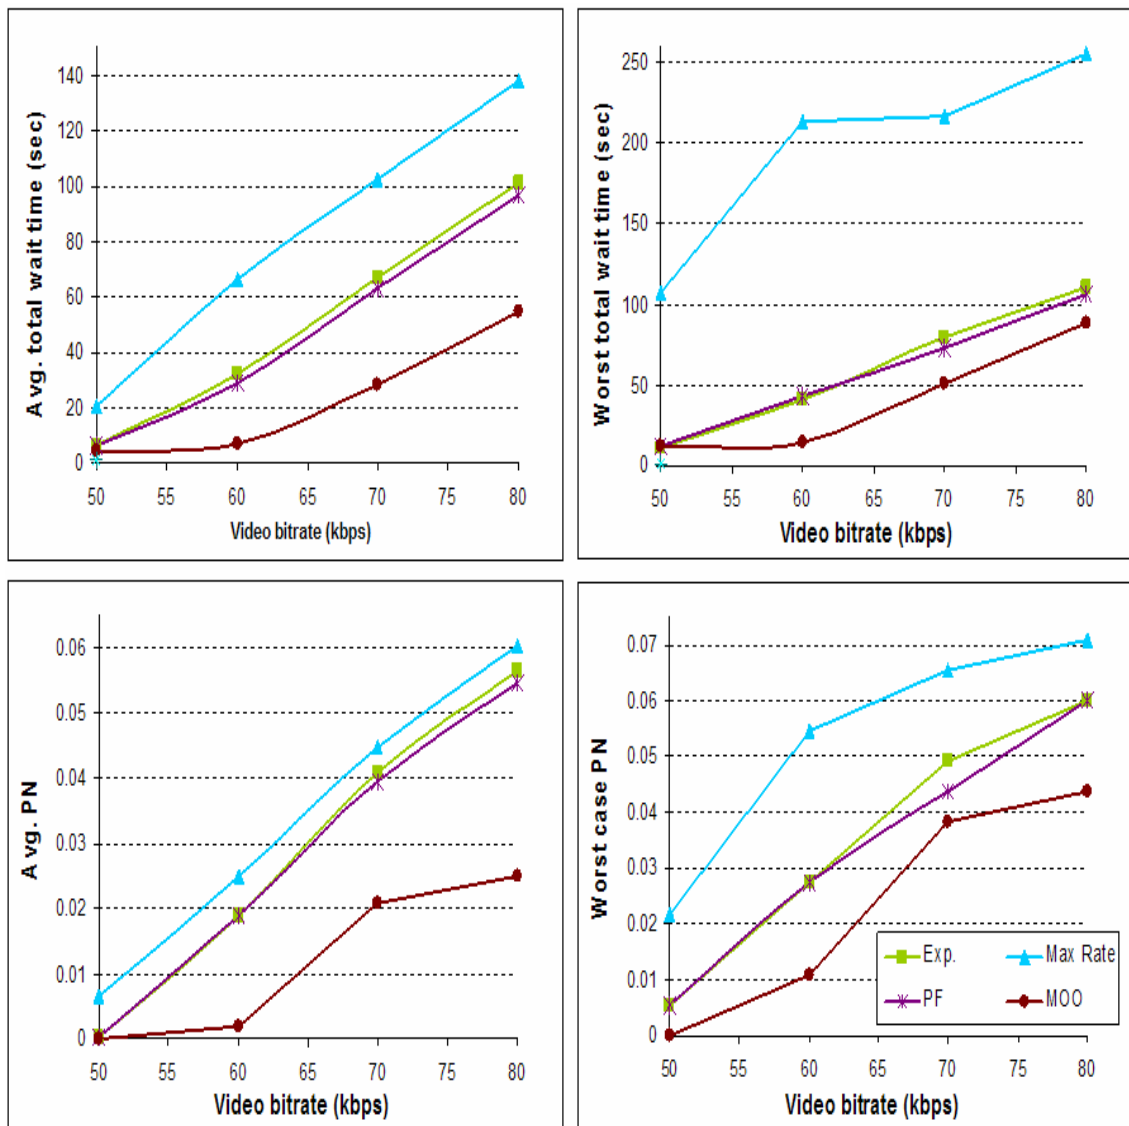 Avg. total wait time (sec)
140
120
100
80
60
40
20
0
50 55 60 65 70 75 80
Video bitrate (kbps)
Worst total wait time (sec)
250
200
150
100
50
0
50 55 60 65 70 75 80
Video bitrate (kbps)
Avg. PN
0.06
0.05
0.04
0.03
0.02
0.01
0
50 55 60 65 70 75 80
Video bitrate (kbps)
Worst case PN
0.07
0.06
0.05
0.04
0.03
0.02
0.01
0
50 55 60 65 70 75 80
Video bitrate (kbps)
Exp. Max Rate
PF MOO